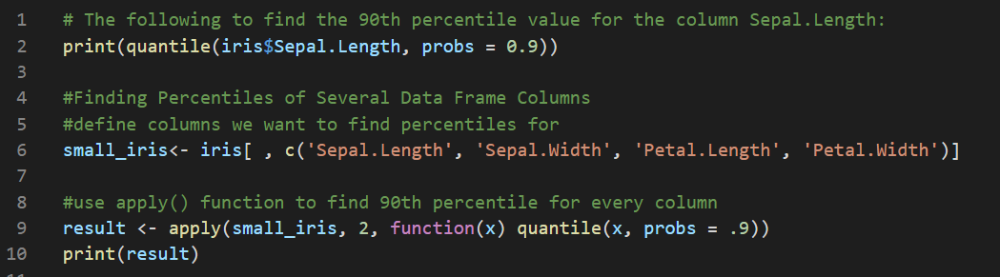 1 # The following to find the 90th percentile value for the column Sepal.Length:
2 print(quantile(iris$Sepal.Length, probs = 0.9))
3
4 #Finding Percentiles of Several Data Frame Columns
5 #define columns we want to find percentiles for
6 small_iris<- iris[ , c('Sepal.Length', 'Sepal.Width', 'Petal.Length', 'Petal.Width')]
7
8 #use apply() function to find 90th percentile for every column
9 result <- apply(small_iris, 2, function(x) quantile(x, probs = .9))
10 print(result)